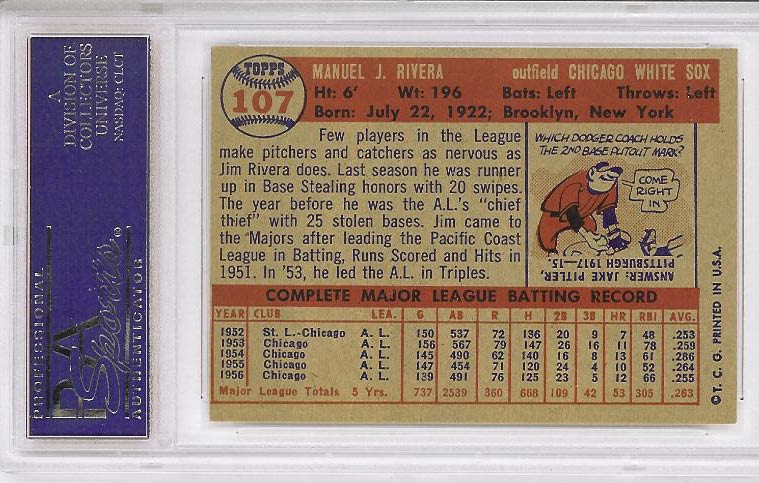 A
DIVISION OF
COLLECTORS
UNIVERSE
NASDAQ: CLCT
PROFESSIONAL
PSA
Sports ®
AUTHENTICATOR
TOPPS
107
MANUEL J. RIVERA outfield CHICAGO WHITE SOX
Ht: 6' Wt: 196 Bats: Left Throws: Left
Born: July 22, 1922; Brooklyn, New York
Few players in the League
make pitchers and catchers as nervous as
Jim Rivera does. Last season he was runner
up in Base Stealing honors with 20 swipes.
The year before he was the A.L.'s "chief
thief" with 25 stolen bases. Jim came to
the Majors after leading the Pacific Coast
League in Batting, Runs Scored and Hits in
1951. In '53, he led the A.L. in Triples.
WHICH DODGER COACH HOLDS
THE 2ND BASE PUTOUT MARK?
COME
RIGHT
IN
ANSWER: JAKE PITLER,
PITTSBURGH 1917—15.
COMPLETE MAJOR LEAGUE BATTING RECORD
YEAR CLUB LEA. G AB R H 2B 3B HR RBI AVG.
1952 St. L.-Chicago A. L. 150 537 72 136 20 9 7 48 .253
1953 Chicago A. L. 156 567 79 147 26 16 11 78 .259
1954 Chicago A. L. 145 490 62 140 16 8 13 61 .286
1955 Chicago A. L. 147 454 71 120 24 4 10 52 .264
1956 Chicago A. L. 139 491 76 125 23 5 12 66 .255
Major League Totals 5 Yrs. 737 2539 360 668 109 42 53 305 .263
© T. C. G. PRINTED IN U.S.A.